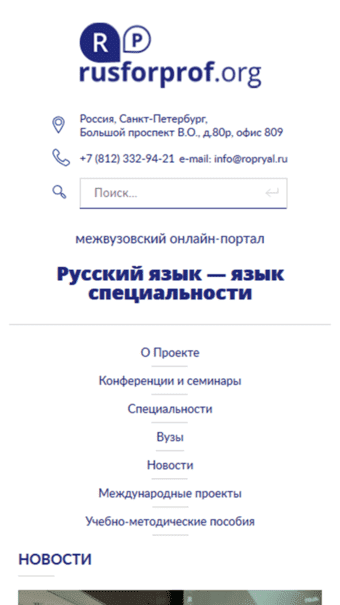 R P
rusforprof.org
Россия, Санкт-Петербург,
Большой проспект В.О., д.80р, офис 809
+7 (812) 332-94-21 e-mail: info@ropryal.ru
Поиск...
межвузовский онлайн-портал
Русский язык — язык
специальности
О Проекте
Конференции и семинары
Специальности
Вузы
Новости
Международные проекты
Учебно-методические пособия
НОВОСТИ